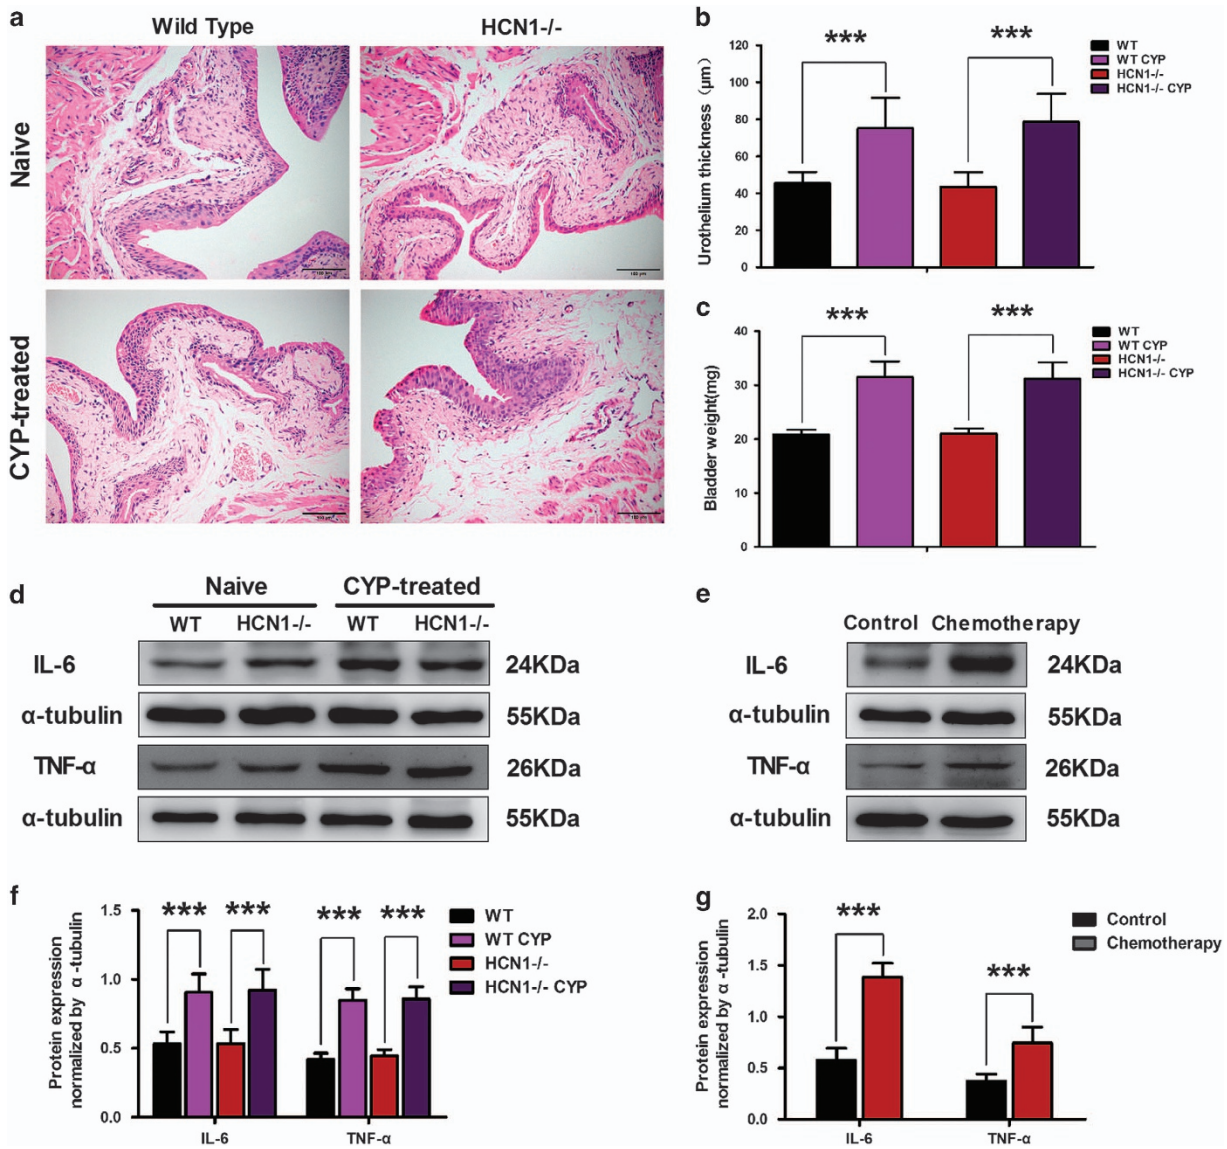 a
Wild Type
HCN1-/-
Naive
CYP-treated
b
Urothelium thickness (μm)
120
100
80
60
40
20
0
***
***
WT
WT CYP
HCN1-/-
HCN1-/- CYP
c
Bladder weight(mg)
40
30
20
10
0
***
***
WT
WT CYP
HCN1-/-
HCN1-/- CYP
d
Naive
CYP-treated
WT
HCN1-/-
WT
HCN1-/-
IL-6
24KDa
α-tubulin
55KDa
TNF-α
26KDa
α-tubulin
55KDa
e
Control
Chemotherapy
IL-6
24KDa
α-tubulin
55KDa
TNF-α
26KDa
α-tubulin
55KDa
f
Protein expression
normalized by α -tubulin
1.5
1.0
0.5
0.0
***
***
***
***
IL-6
TNF-α
WT
WT CYP
HCN1-/-
HCN1-/- CYP
g
Protein expression
normalized by α -tubulin
2.0
1.5
1.0
0.5
0.0
***
***
IL-6
TNF-α
Control
Chemotherapy